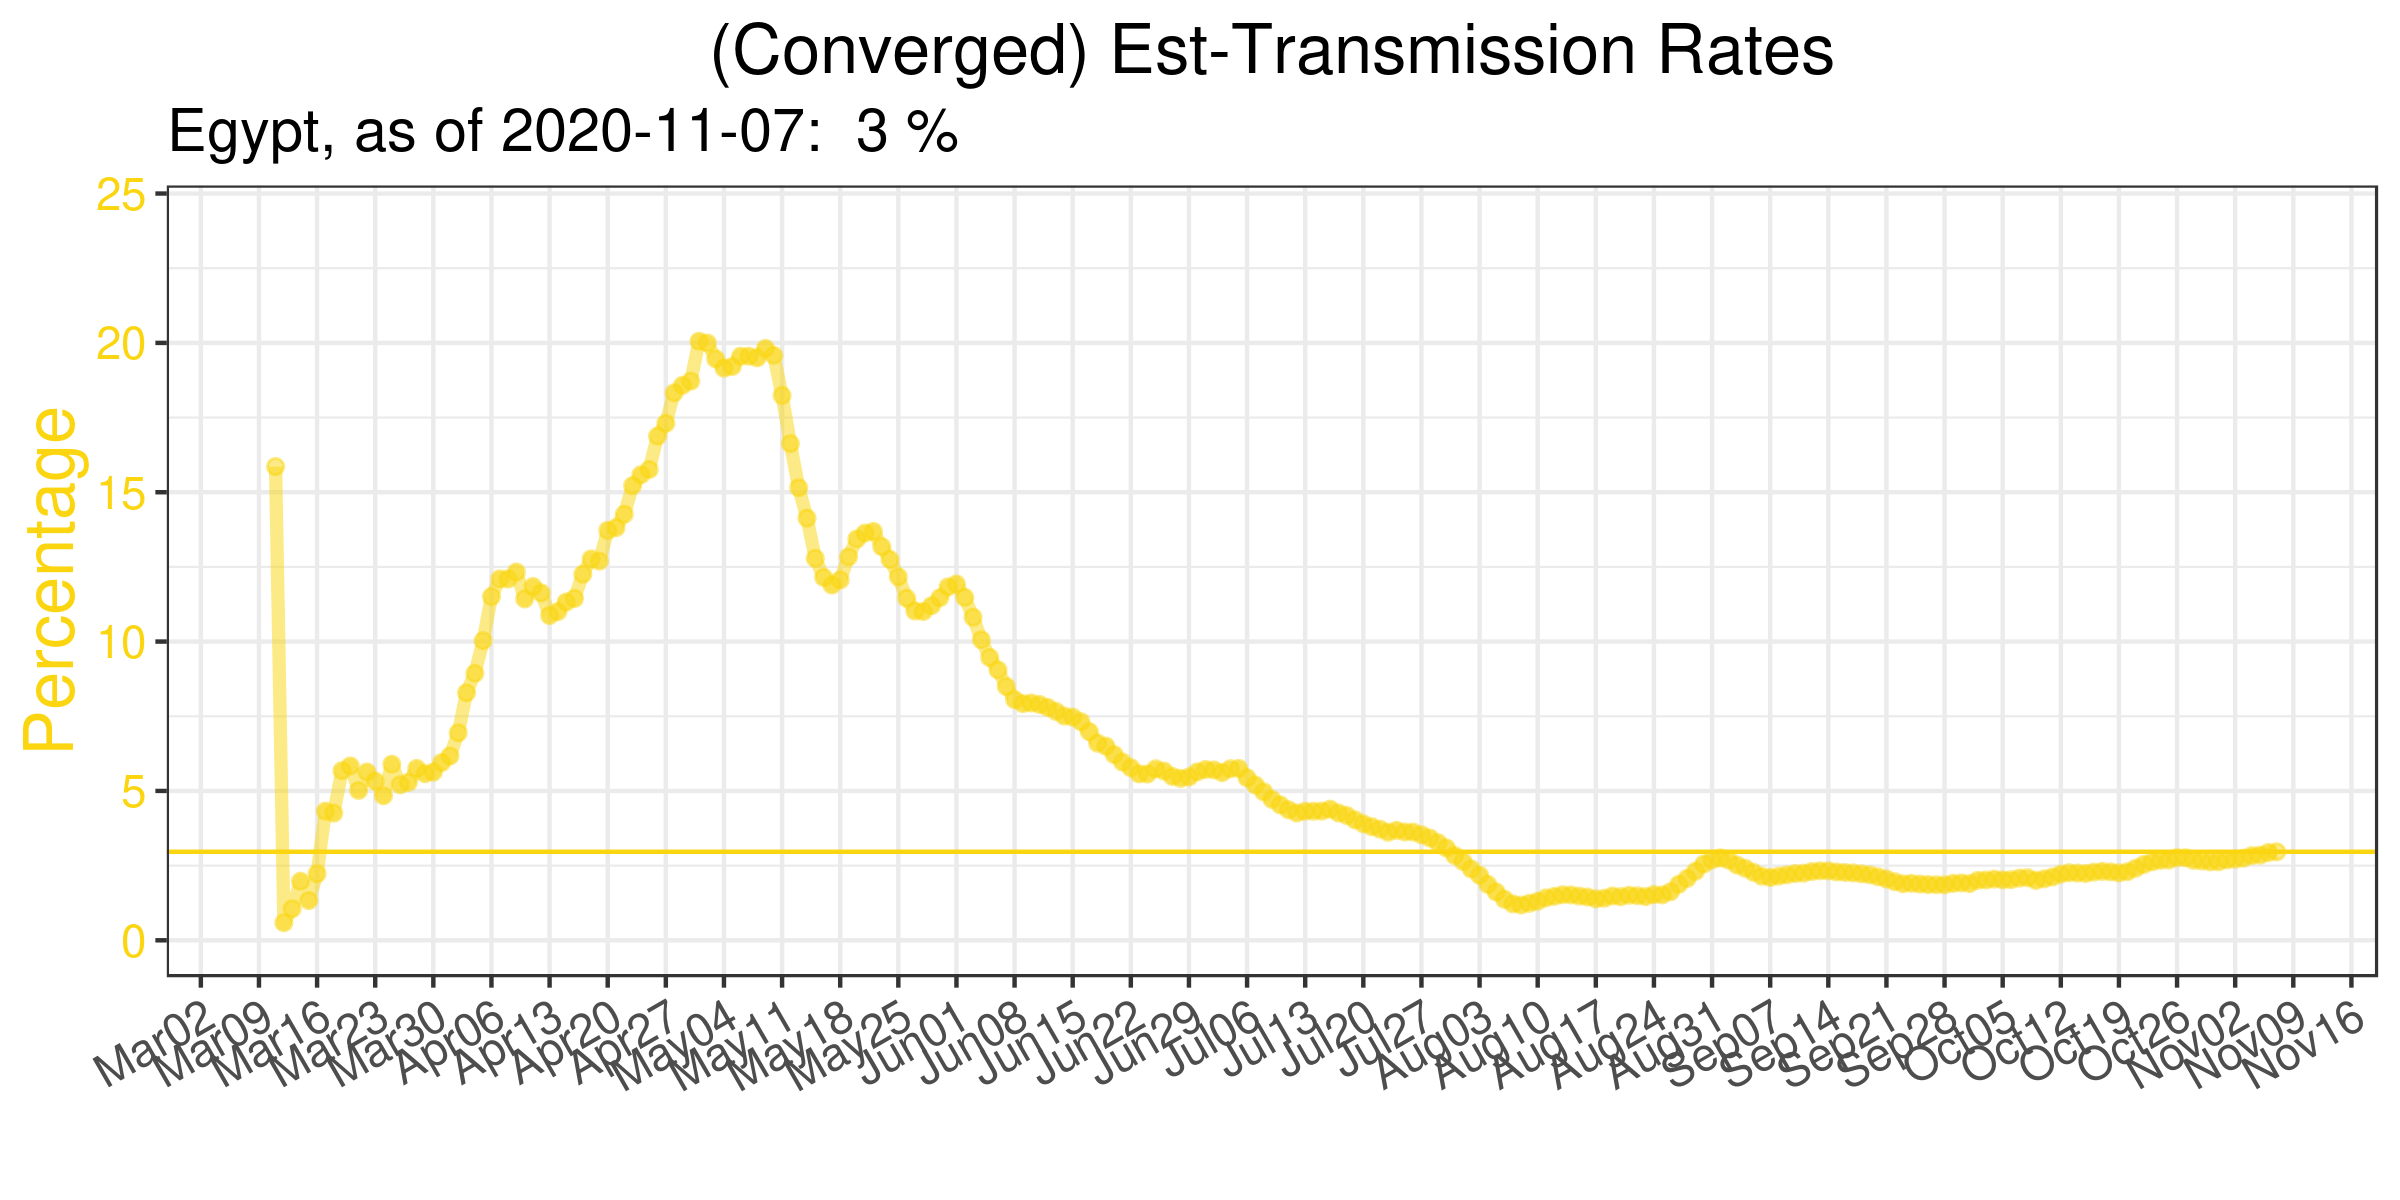 (Converged) Est-Transmission Rates
Egypt, as of 2020-11-07:  3 %
Percentage
25
20
15
10
5
0
Mar02
Mar09
Mar16
Mar23
Mar30
Apr06
Apr13
Apr20
Apr27
May04
May11
May18
May25
Jun01
Jun08
Jun15
Jun22
Jun29
Jul06
Jul13
Jul20
Jul27
Aug03
Aug10
Aug17
Aug24
Aug31
Sep07
Sep14
Sep21
Sep28
Oct05
Oct12
Oct19
Oct26
Nov02
Nov09
Nov16